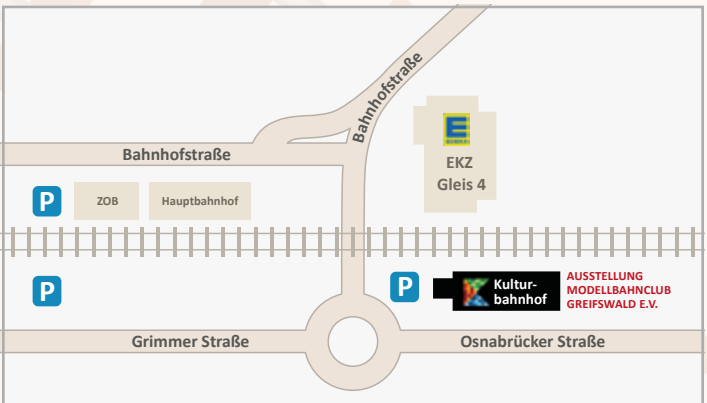 Bahnhofstraße
Bahnhofstraße
E
EKZ
Gleis 4
P
ZOB
Hauptbahnhof
P
P
Kultur-
bahnhof
AUSSTELLUNG
MODELLBAHNCLUB
GREIFSWALD E.V.
Grimmer Straße
Osnabrücker Straße